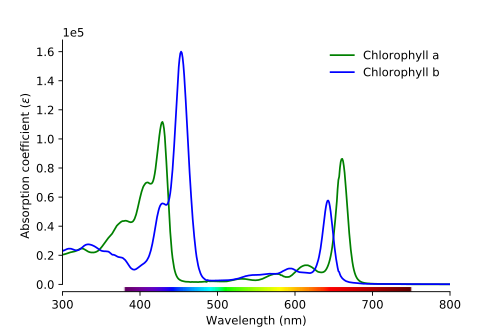 1e5
Chlorophyll a
Chlorophyll b
Absorption coefficient (ε)
1.6
1.4
1.2
1.0
0.8
0.6
0.4
0.2
0.0
300 400 500 600 700 800
Wavelength (nm)